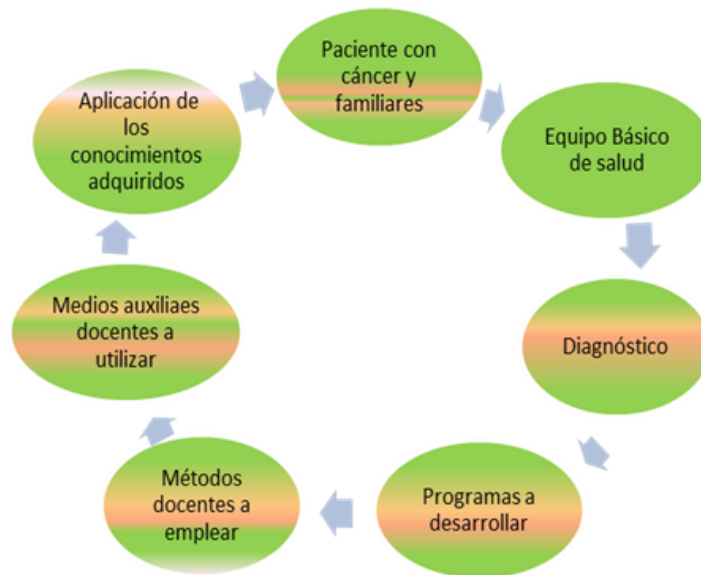 Paciente con
cáncer y
familiares
Equipo Básico
de salud
Diagnóstico
Programas a
desarrollar
Métodos
docentes a
emplear
Medios auxiliaes
docentes a
utilizar
Aplicación de
los
conocimientos
adquiridos